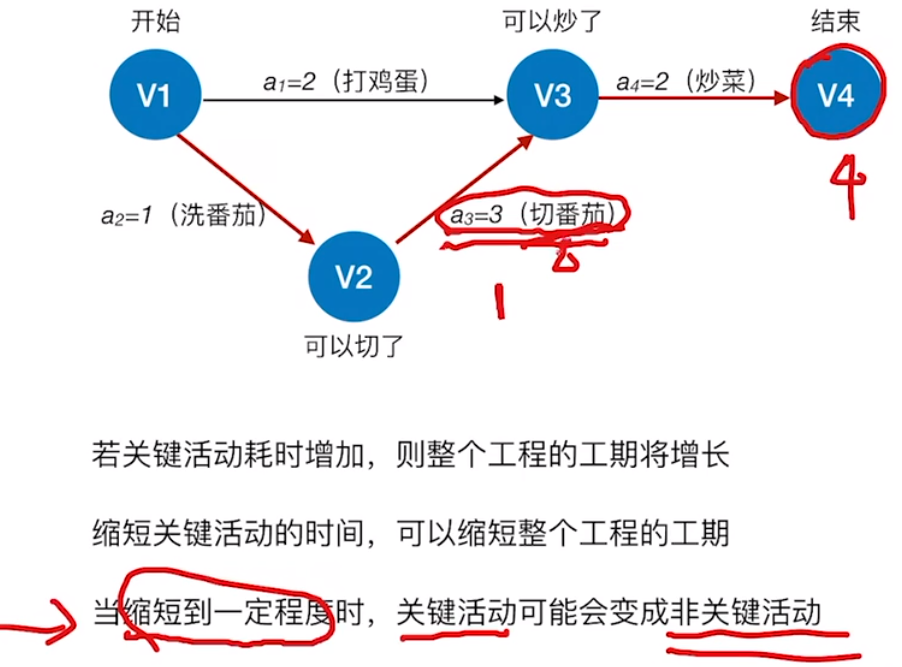 开始
可以炒了
结束
V1
a₁=2（打鸡蛋）
V3
a₄=2（炒菜）
V4
4
a₂=1（洗番茄）
a₃=3（切番茄）
V2
1
可以切了
若关键活动耗时增加，则整个工程的工期将增长
缩短关键活动的时间，可以缩短整个工程的工期
当缩短到一定程度时，关键活动可能会变成非关键活动